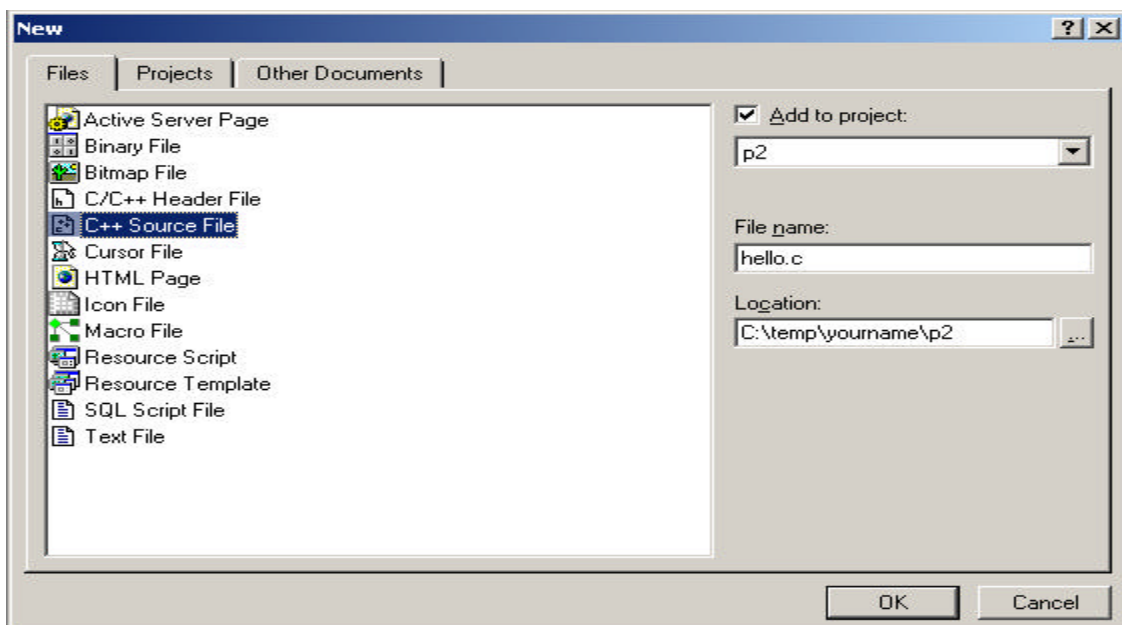 New
Files Projects Other Documents
Active Server Page
Binary File
Bitmap File
C/C++ Header File
C++ Source File
Cursor File
HTML Page
Icon File
Macro File
Resource Script
Resource Template
SQL Script File
Text File
Add to project:
p2
File name:
hello.c
Location:
C:\temp\yourname\p2
...
OK Cancel